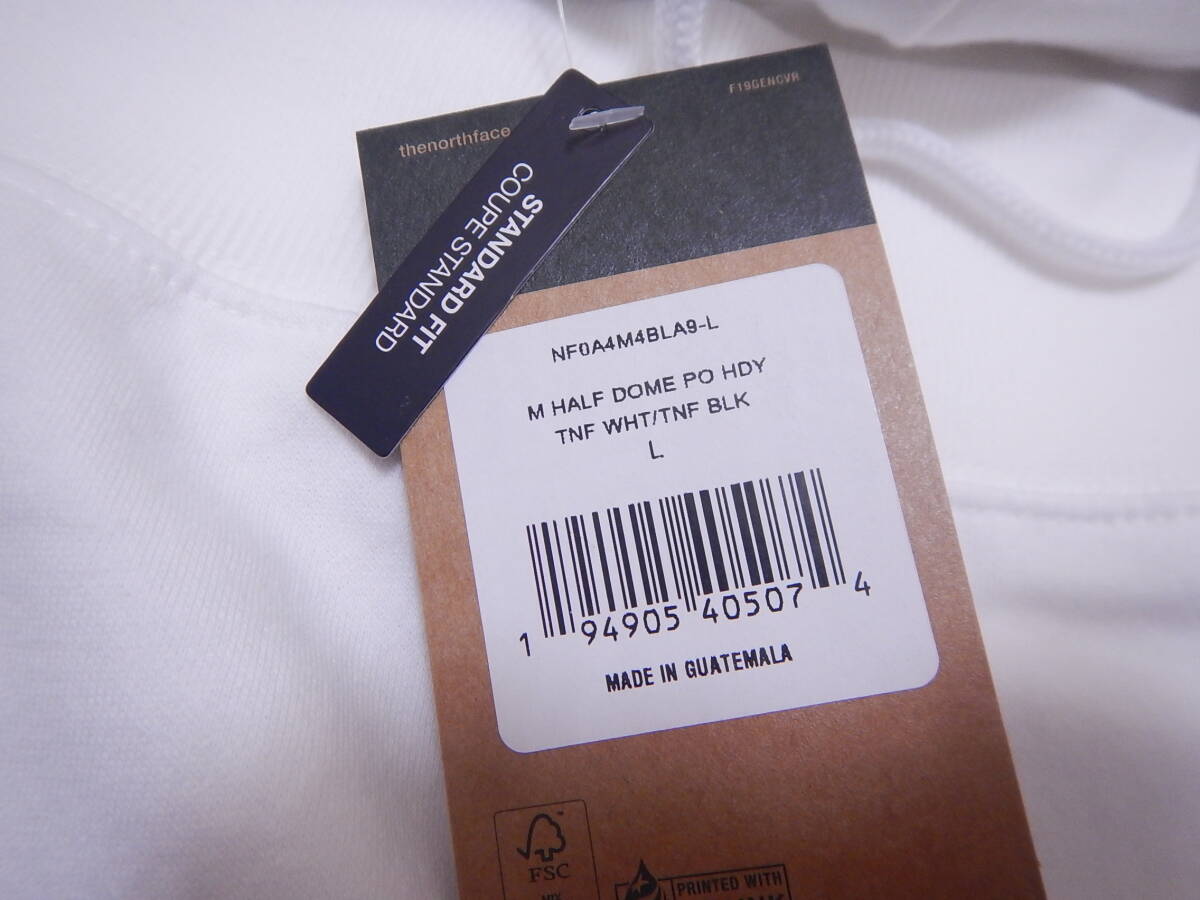 F19GENCVR
thenorthface
STANDARD FIT
COUPE STANDARD
NF0A4M4BLA9-L
M HALF DOME PO HDY
TNF WHT/TNF BLK
L
1 94905 40507 4
MADE IN GUATEMALA
FSC
PRINTED WITH